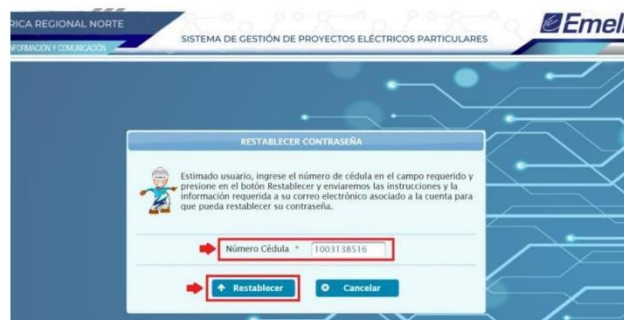 RICA REGIONAL NORTE
NFORMACIÓN Y COMUNICACIÓN
SISTEMA DE GESTIÓN DE PROYECTOS ELÉCTRICOS PARTICULARES
Emel
RESTABLECER CONTRASEÑA
Estimado usuario, ingrese el número de cédula en el campo requerido y
presione en el botón Restablecer y enviaremos las instrucciones y la
información requerida a su correo electrónico asociado a la cuenta para
que pueda restablecer su contraseña.
Número Cédula * 1003138516
Restablecer Cancelar